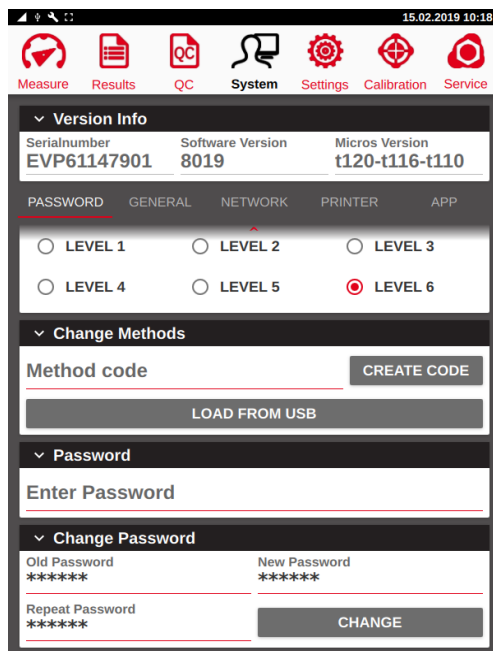 15.02.2019 10:18
Measure Results QC System Settings Calibration Service
QC
Version Info
Serialnumber Software Version Micros Version
EVP61147901 8019 t120-t116-t110
PASSWORD GENERAL NETWORK PRINTER APP
LEVEL 1 LEVEL 2 LEVEL 3
LEVEL 4 LEVEL 5 LEVEL 6
Change Methods
Method code CREATE CODE
LOAD FROM USB
Password
Enter Password
Change Password
Old Password New Password
****** ******
Repeat Password
****** CHANGE